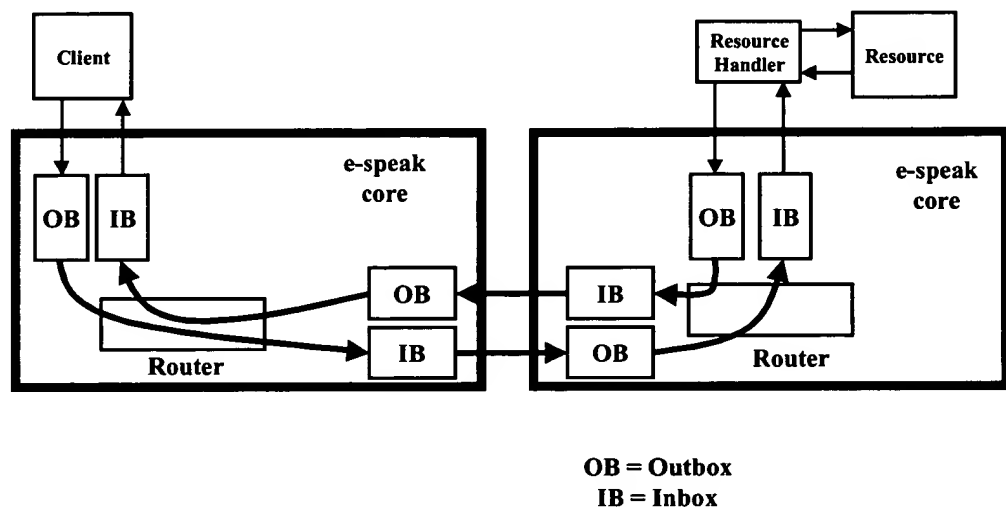 Client
Resource
Handler
Resource
e-speak
core
e-speak
core
OB
IB
OB
IB
OB
IB
IB
OB
Router
Router
OB = Outbox
IB = Inbox